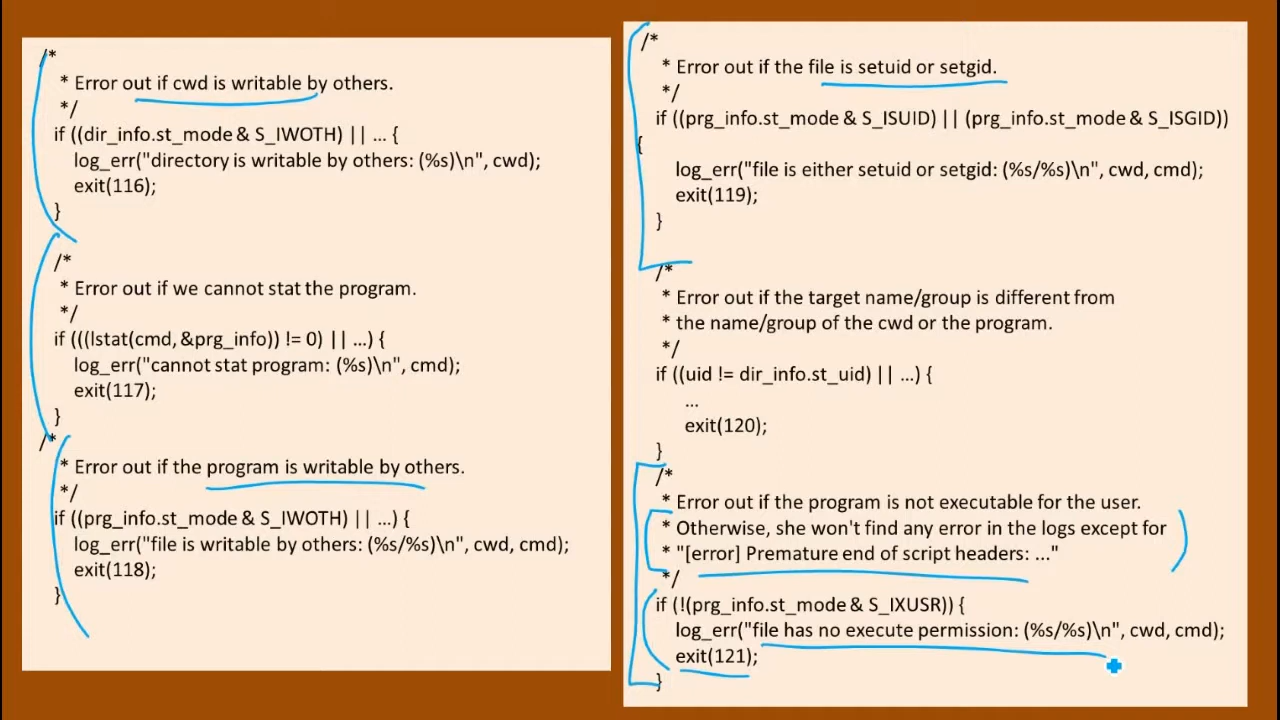 /*
* Error out if cwd is writable by others.
*/
if ((dir_info.st_mode & S_IWOTH) || ... {
log_err("directory is writable by others: (%s)\n", cwd);
exit(116);
}
/*
* Error out if we cannot stat the program.
*/
if (((lstat(cmd, &prg_info)) != 0) || ...) {
log_err("cannot stat program: (%s)\n", cmd);
exit(117);
}
/*
* Error out if the program is writable by others.
*/
if ((prg_info.st_mode & S_IWOTH) || ...) {
log_err("file is writable by others: (%s/%s)\n", cwd, cmd);
exit(118);
}
/*
* Error out if the file is setuid or setgid.
*/
if ((prg_info.st_mode & S_ISUID) || (prg_info.st_mode & S_ISGID))
{
log_err("file is either setuid or setgid: (%s/%s)\n", cwd, cmd);
exit(119);
}
/*
* Error out if the target name/group is different from
* the name/group of the cwd or the program.
*/
if ((uid != dir_info.st_uid) || ...) {
...
exit(120);
}
/*
* Error out if the program is not executable for the user.
* Otherwise, she won't find any error in the logs except for
* "[error] Premature end of script headers: ..."
*/
if (!(prg_info.st_mode & S_IXUSR)) {
log_err("file has no execute permission: (%s/%s)\n", cwd, cmd);
exit(121);
}